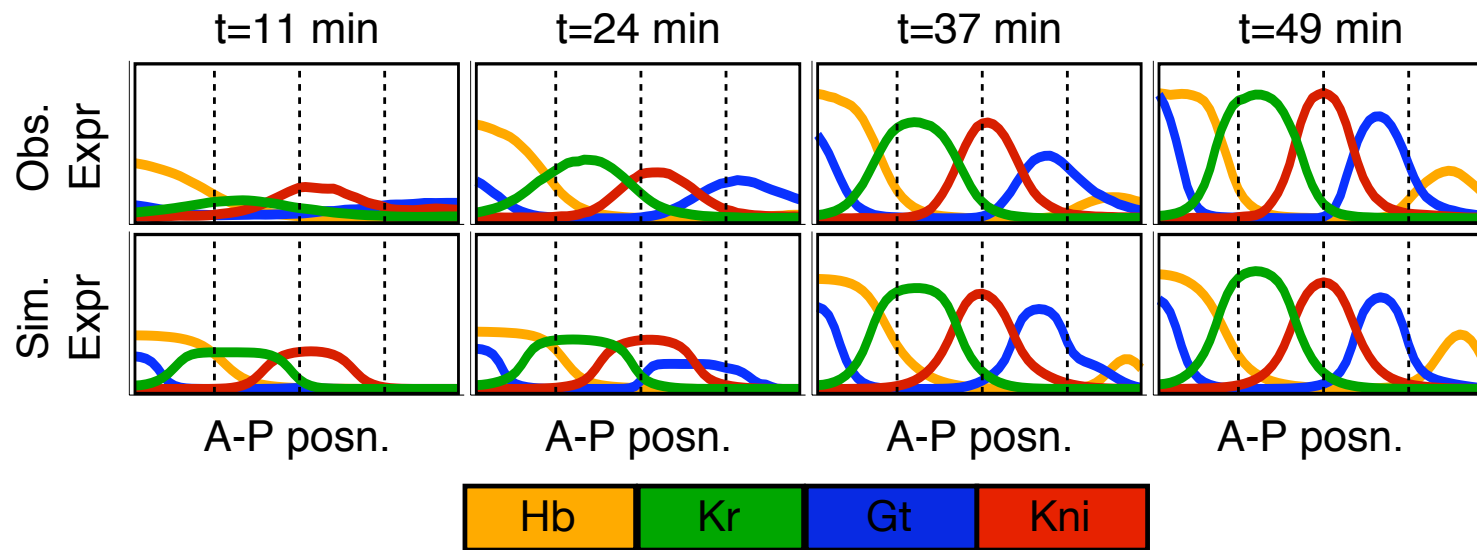 t=11 min t=24 min t=37 min t=49 min
Obs.
Expr
Sim.
Expr
A-P posn. A-P posn. A-P posn. A-P posn.
Hb Kr Gt Kni